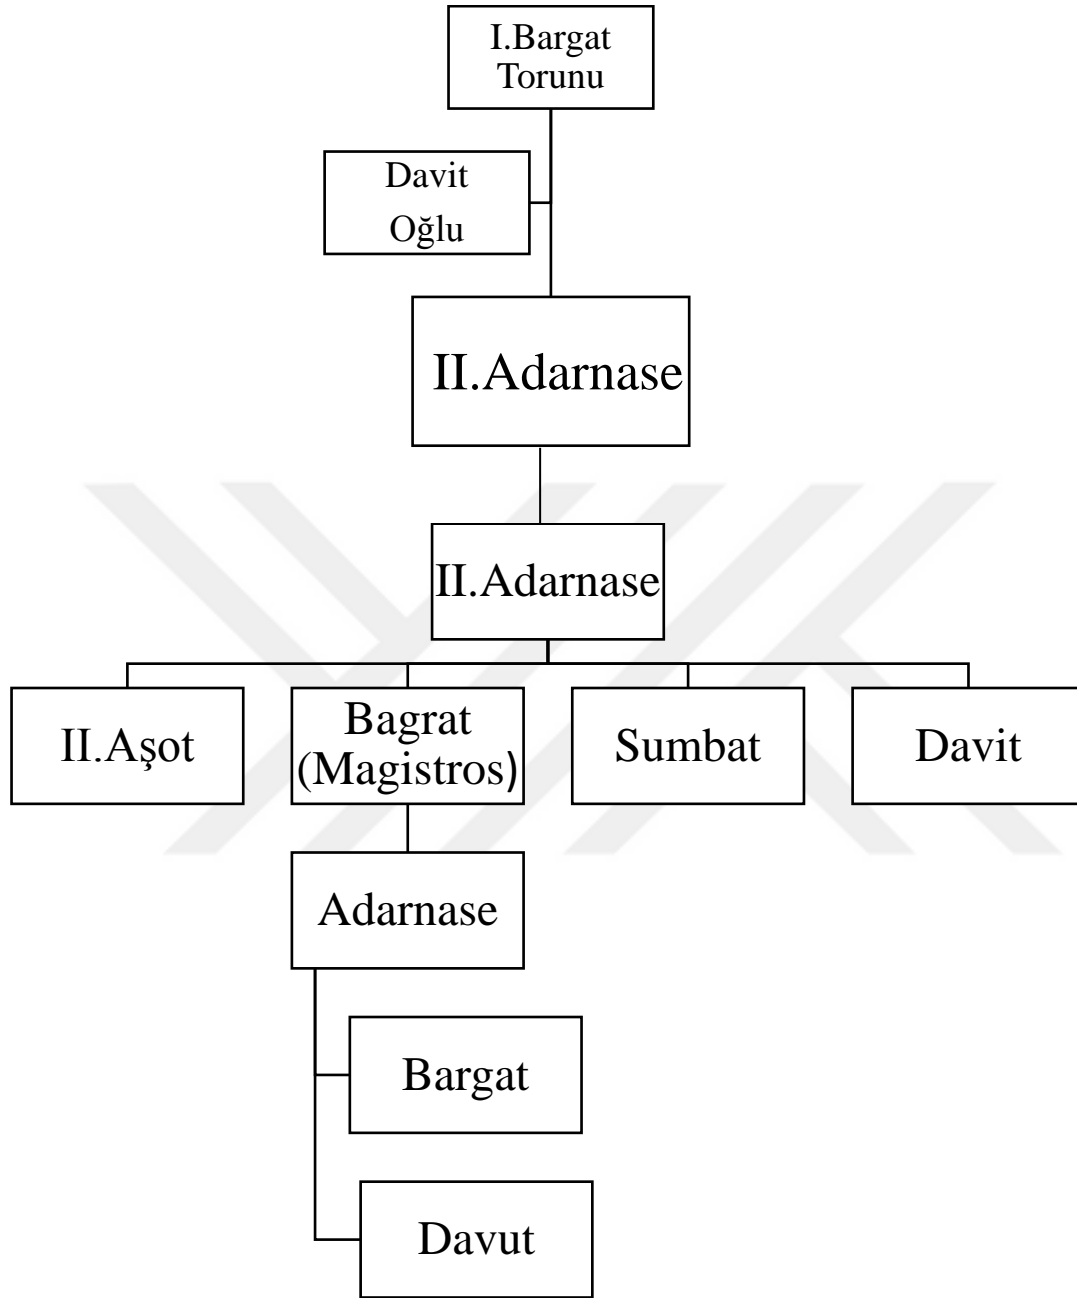 I.Bargat
Torunu
Davit
Oğlu
II.Adarnase
II.Adarnase
II.Aşot
Bagrat
(Magistros)
Sumbat
Davit
Adarnase
Bargat
Davut